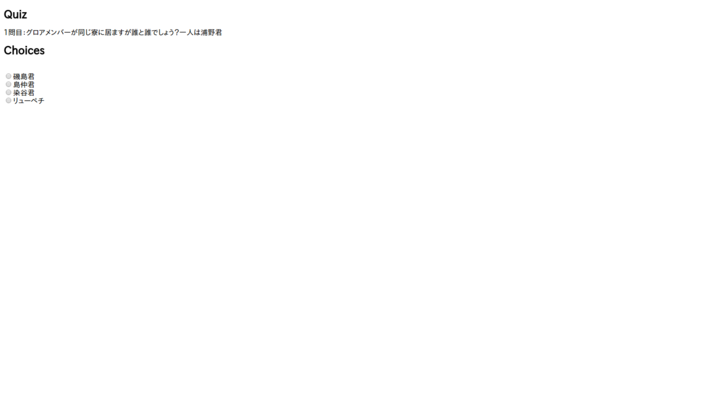 Quiz
1問目：グロアメンバーが同じ寮に居ますが誰と誰でしょう？一人は浦野君
Choices
磯島君
島仲君
染谷君
リューペチ